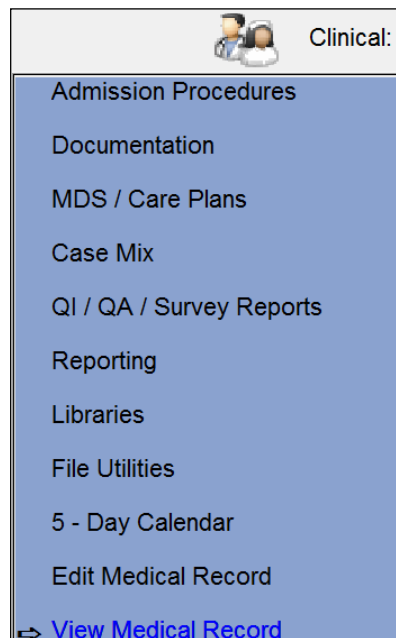 Clinical:
Admission Procedures
Documentation
MDS / Care Plans
Case Mix
QI / QA / Survey Reports
Reporting
Libraries
File Utilities
5 - Day Calendar
Edit Medical Record
View Medical Record